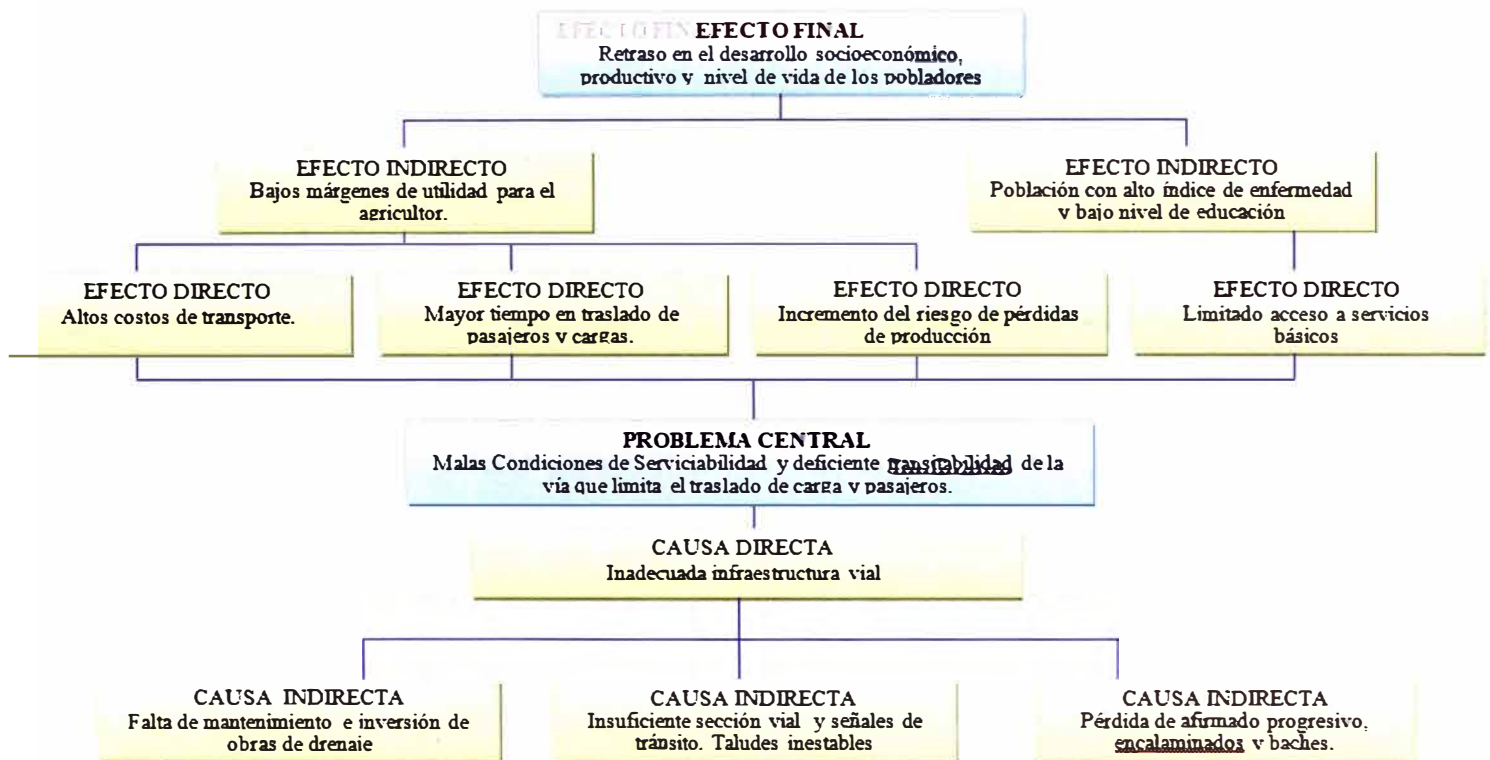 EFECTO FINAL
Retraso en el desarrollo socioeconómico,
productivo y nivel de vida de los pobladores
EFECTO INDIRECTO
Bajos márgenes de utilidad para el
agricultor.
EFECTO INDIRECTO
Población con alto índice de enfermedad
y bajo nivel de educación
EFECTO DIRECTO
Altos costos de transporte.
EFECTO DIRECTO
Mayor tiempo en traslado de
pasajeros y cargas.
EFECTO DIRECTO
Incremento del riesgo de pérdidas
de producción
EFECTO DIRECTO
Limitado acceso a servicios
básicos
PROBLEMA CENTRAL
Malas Condiciones de Serviciabilidad y deficiente transitabilidad de la
vía que limita el traslado de carga y pasajeros.
CAUSA DIRECTA
Inadecuada infraestructura vial
CAUSA INDIRECTA
Falta de mantenimiento e inversión de
obras de drenaje
CAUSA INDIRECTA
Insuficiente sección vial y señales de
tránsito. Taludes inestables
CAUSA INDIRECTA
Pérdida de afirmado progresivo,
encalaminados y baches.